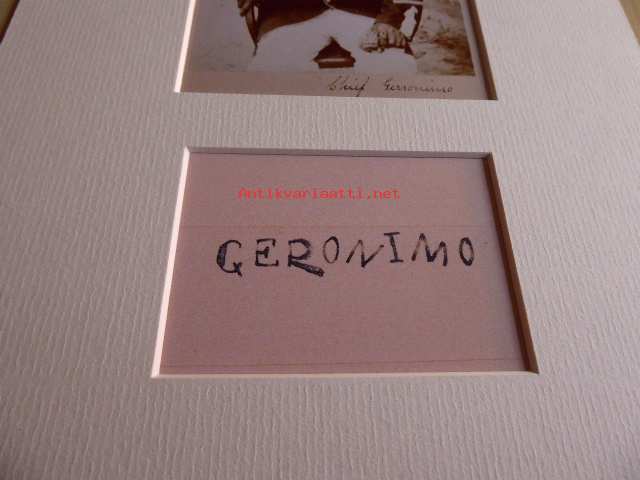 Chief Geronimo
Antikvariaatti.net
GERONIMO